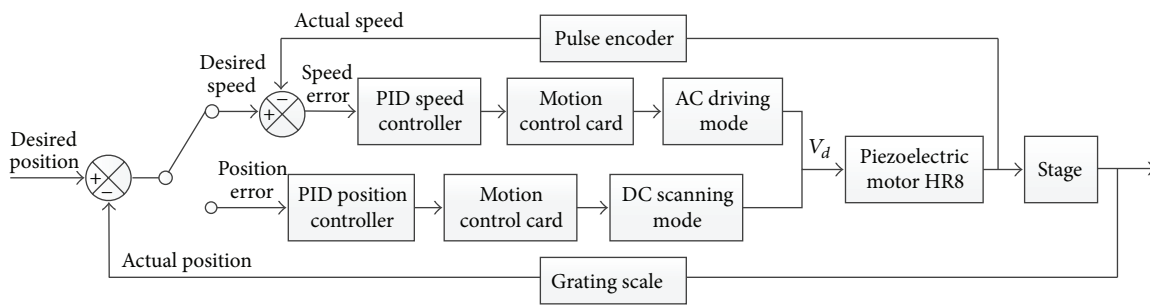 Actual speed
Pulse encoder
Desired
speed
Speed
error
−
+
PID speed
controller
Motion
control card
AC driving
mode
Desired
position
+
−
Position
error
PID position
controller
Motion
control card
DC scanning
mode
V_d
Piezoelectric
motor HR8
Stage
Actual position
Grating scale